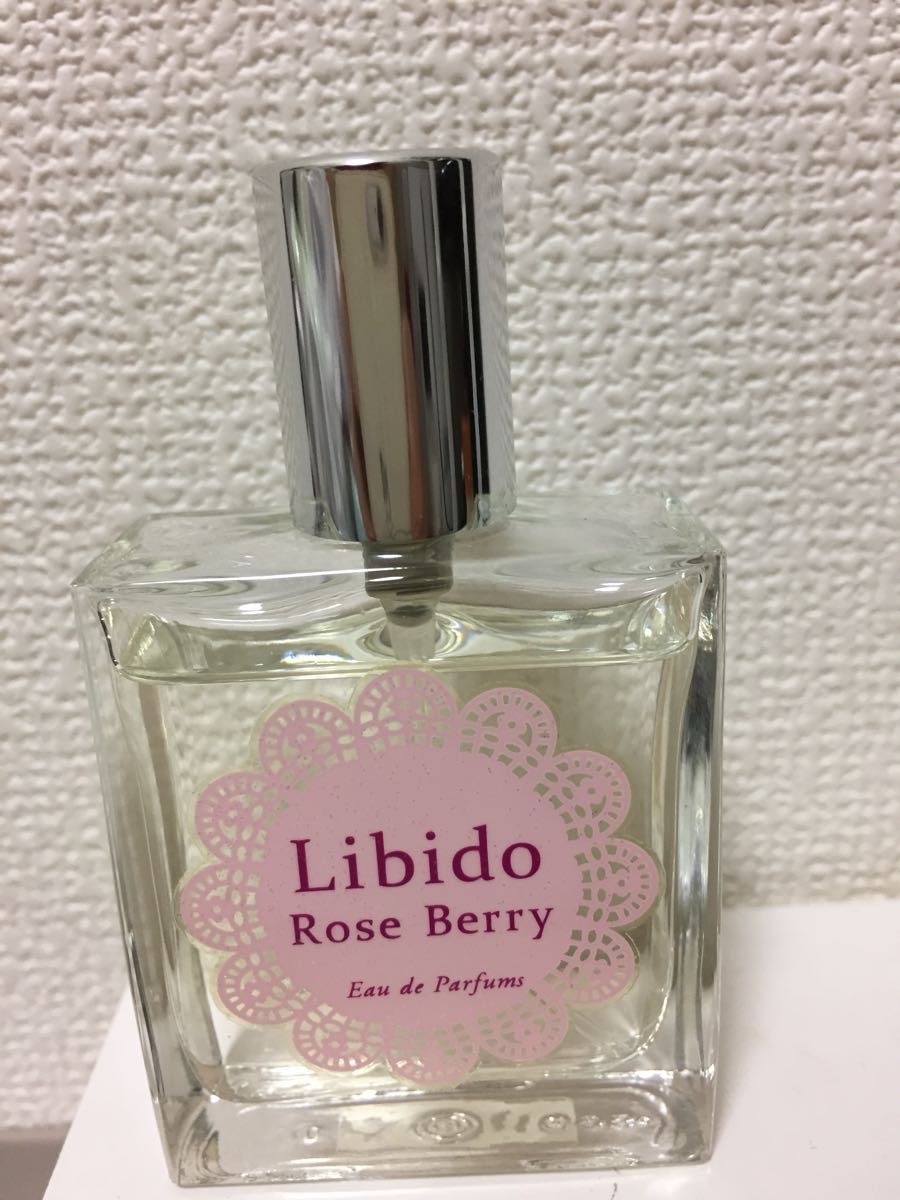 Libido
Rose Berry
Eau de Parfums